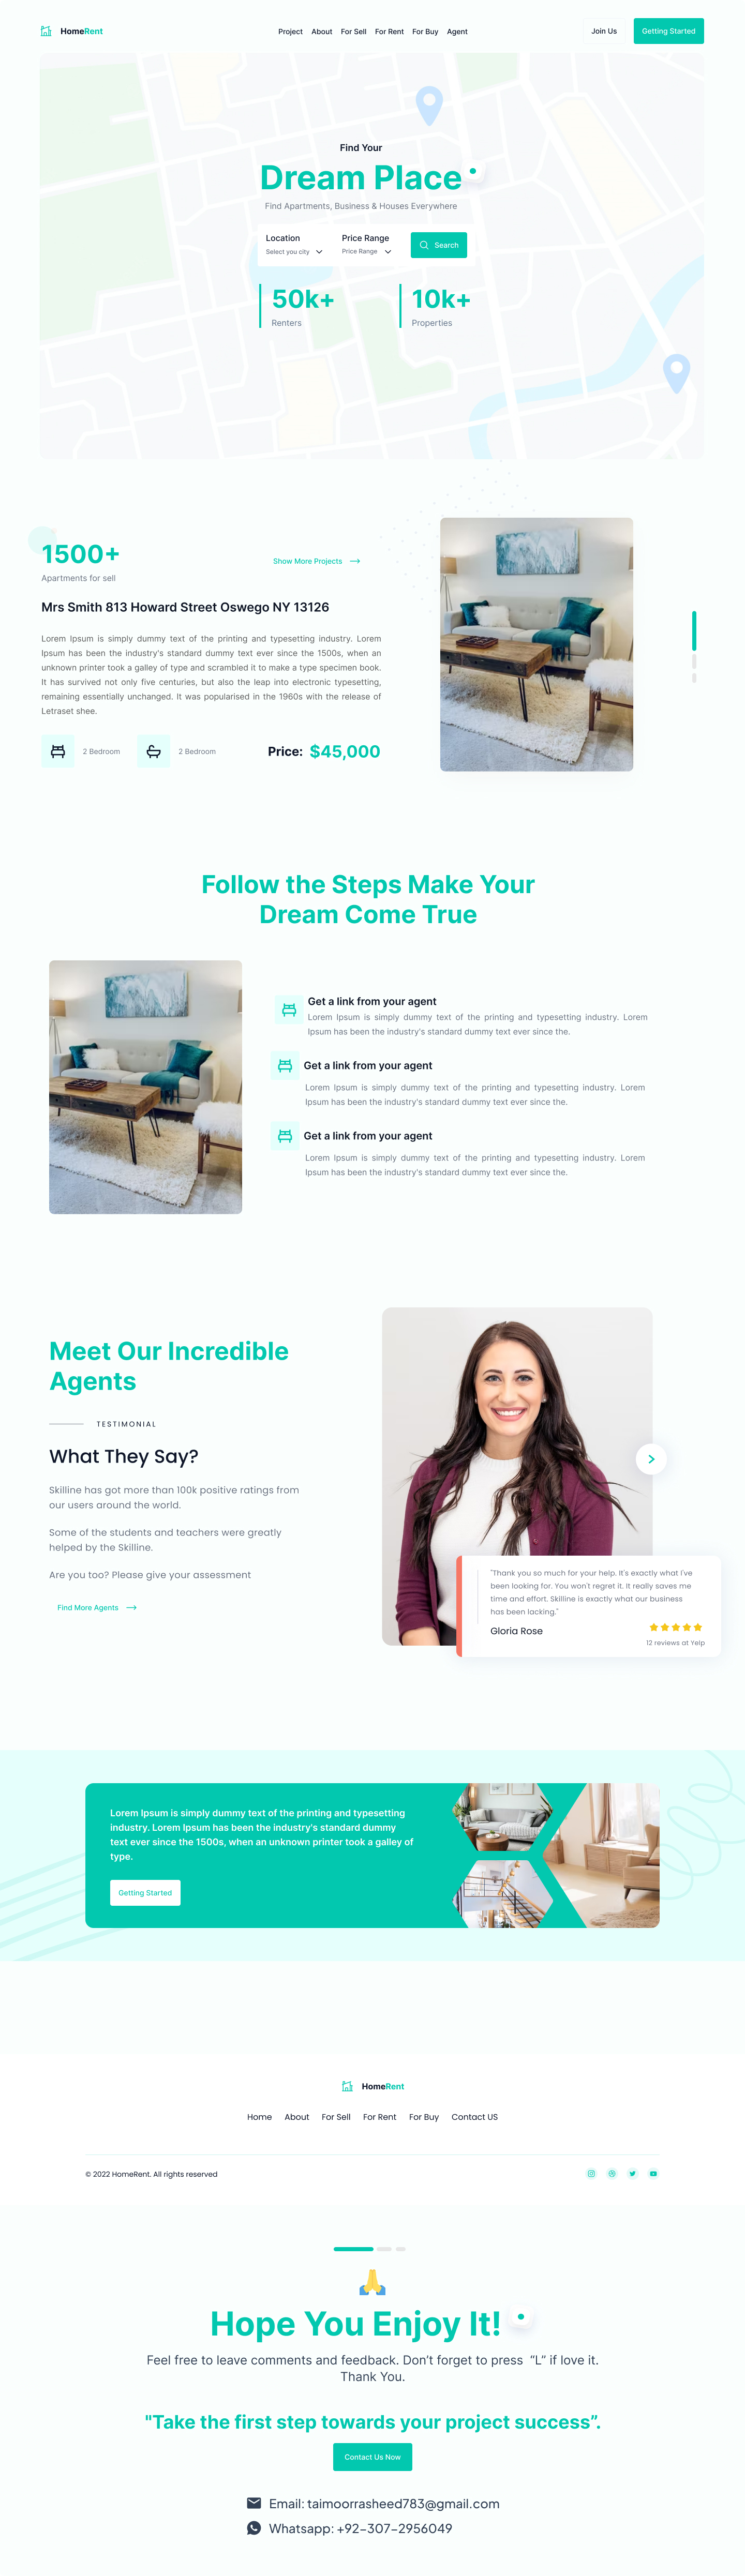 HomeRent
Project About For Sell For Rent For Buy Agent
Join Us
Getting Started
Find Your
Dream Place
Find Apartments, Business & Houses Everywhere
Location
Select you city
Price Range
Price Range
Search
50k+
Renters
10k+
Properties
1500+
Apartments for sell
Show More Projects
Mrs Smith 813 Howard Street Oswego NY 13126
Lorem Ipsum is simply dummy text of the printing and typesetting industry. Lorem
Ipsum has been the industry's standard dummy text ever since the 1500s, when an
unknown printer took a galley of type and scrambled it to make a type specimen book.
It has survived not only five centuries, but also the leap into electronic typesetting,
remaining essentially unchanged. It was popularised in the 1960s with the release of
Letraset shee.
2 Bedroom
2 Bedroom
Price: $45,000
Follow the Steps Make Your
Dream Come True
Get a link from your agent
Lorem Ipsum is simply dummy text of the printing and typesetting industry. Lorem
Ipsum has been the industry's standard dummy text ever since the.
Get a link from your agent
Lorem Ipsum is simply dummy text of the printing and typesetting industry. Lorem
Ipsum has been the industry's standard dummy text ever since the.
Get a link from your agent
Lorem Ipsum is simply dummy text of the printing and typesetting industry. Lorem
Ipsum has been the industry's standard dummy text ever since the.
Meet Our Incredible
Agents
TESTIMONIAL
What They Say?
Skilline has got more than 100k positive ratings from
our users around the world.
Some of the students and teachers were greatly
helped by the Skilline.
Are you too? Please give your assessment
Find More Agents
"Thank you so much for your help. It's exactly what I've
been looking for. You won't regret it. It really saves me
time and effort. Skilline is exactly what our business
has been lacking."
Gloria Rose
12 reviews at Yelp
Lorem Ipsum is simply dummy text of the printing and typesetting
industry. Lorem Ipsum has been the industry's standard dummy
text ever since the 1500s, when an unknown printer took a galley of
type.
Getting Started
HomeRent
Home About For Sell For Rent For Buy Contact US
© 2022 HomeRent. All rights reserved
Hope You Enjoy It!
Feel free to leave comments and feedback. Don't forget to press “L” if love it.
Thank You.
"Take the first step towards your project success”.
Contact Us Now
Email: taimoorrasheed783@gmail.com
Whatsapp: +92-307-2956049